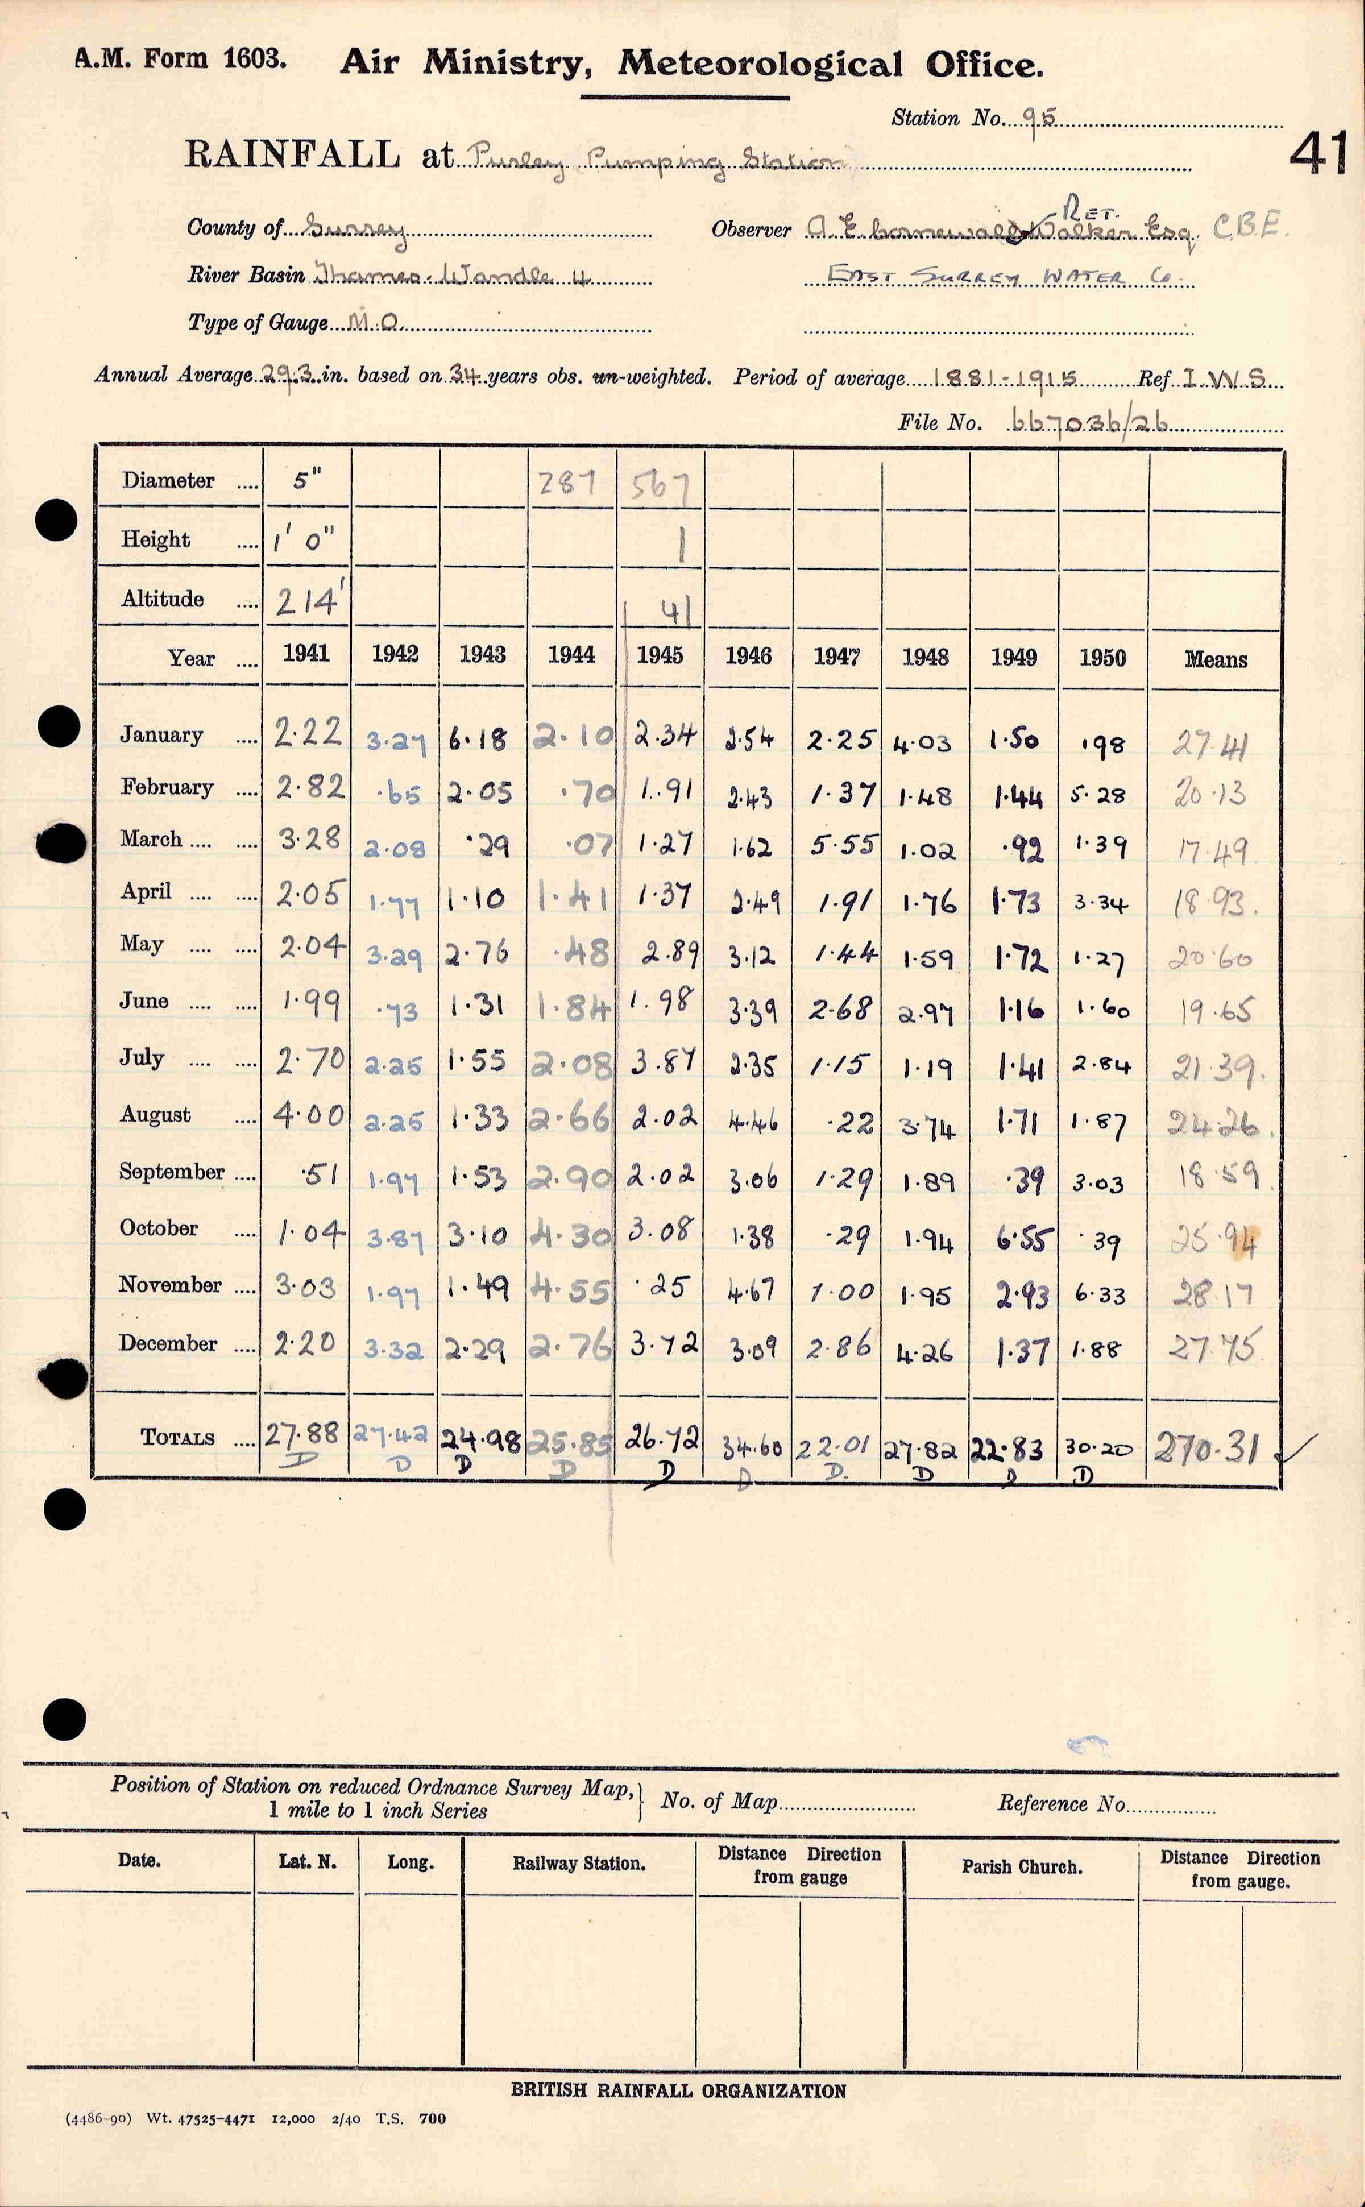 A.M. Form 1603. Air Ministry, Meteorological Office.
Station No. 95
41
RAINFALL at Purley Pumping Station
RET.
County of Surrey Observer A E Cornewall-Walker Esq. C.B.E.
River Basin Thames-Wandle 4 EAST SURREY WATER Co.
Type of Gauge M.O.
Annual Average 29.3 in. based on 34 years obs. un-weighted. Period of average 1881-1915 Ref I.W.S.
File No. 667036/26
Diameter .... 5" 287 567
Height .... 1' 0" 1
Altitude .... 214' 41
Year .... 1941 1942 1943 1944 1945 1946 1947 1948 1949 1950 Means
January .... 2.22 3.27 6.18 2.10 2.34 2.54 2.25 4.03 1.50 .98 27.41
February .... 2.82 .65 2.05 .70 1.91 2.43 1.37 1.48 1.44 5.28 20.13
March .... .... 3.28 2.08 .29 .07 1.27 1.62 5.55 1.02 .92 1.39 17.49
April .... .... 2.05 1.77 1.10 1.41 1.37 2.49 1.91 1.76 1.73 3.34 18.93.
May .... .... 2.04 3.29 2.76 .48 2.89 3.12 1.44 1.59 1.72 1.27 20.60
June .... .... 1.99 .73 1.31 1.84 1.98 3.39 2.68 2.97 1.16 1.60 19.65
July .... .... 2.70 2.25 1.55 2.08 3.87 2.35 1.15 1.19 1.41 2.84 21.39.
August .... 4.00 2.25 1.33 2.66 2.02 4.46 .22 3.74 1.71 1.87 24.26.
September .... .51 1.97 1.53 2.90 2.02 3.06 1.29 1.89 .39 3.03 18.59
October .... 1.04 3.87 3.10 4.30 3.08 1.38 .29 1.94 6.55 .39 25.94
November .... 3.03 1.97 1.49 4.55 .25 4.67 1.00 1.95 2.93 6.33 28.17
December .... 2.20 3.32 2.29 2.76 3.72 3.09 2.86 4.26 1.37 1.88 27.75
TOTALS .... 27.88 27.42 24.98 25.85 26.72 34.60 22.01 27.82 22.83 30.20 270.31 ✓
D D D D D D D. D D D
Position of Station on reduced Ordnance Survey Map, } No. of Map Reference No.
1 mile to 1 inch Series
Date. Lat. N. Long. Railway Station. Distance Direction from gauge Parish Church. Distance Direction from gauge.
BRITISH RAINFALL ORGANIZATION
(4486-90) Wt. 47525-4471 12,000 2/40 T.S. 700